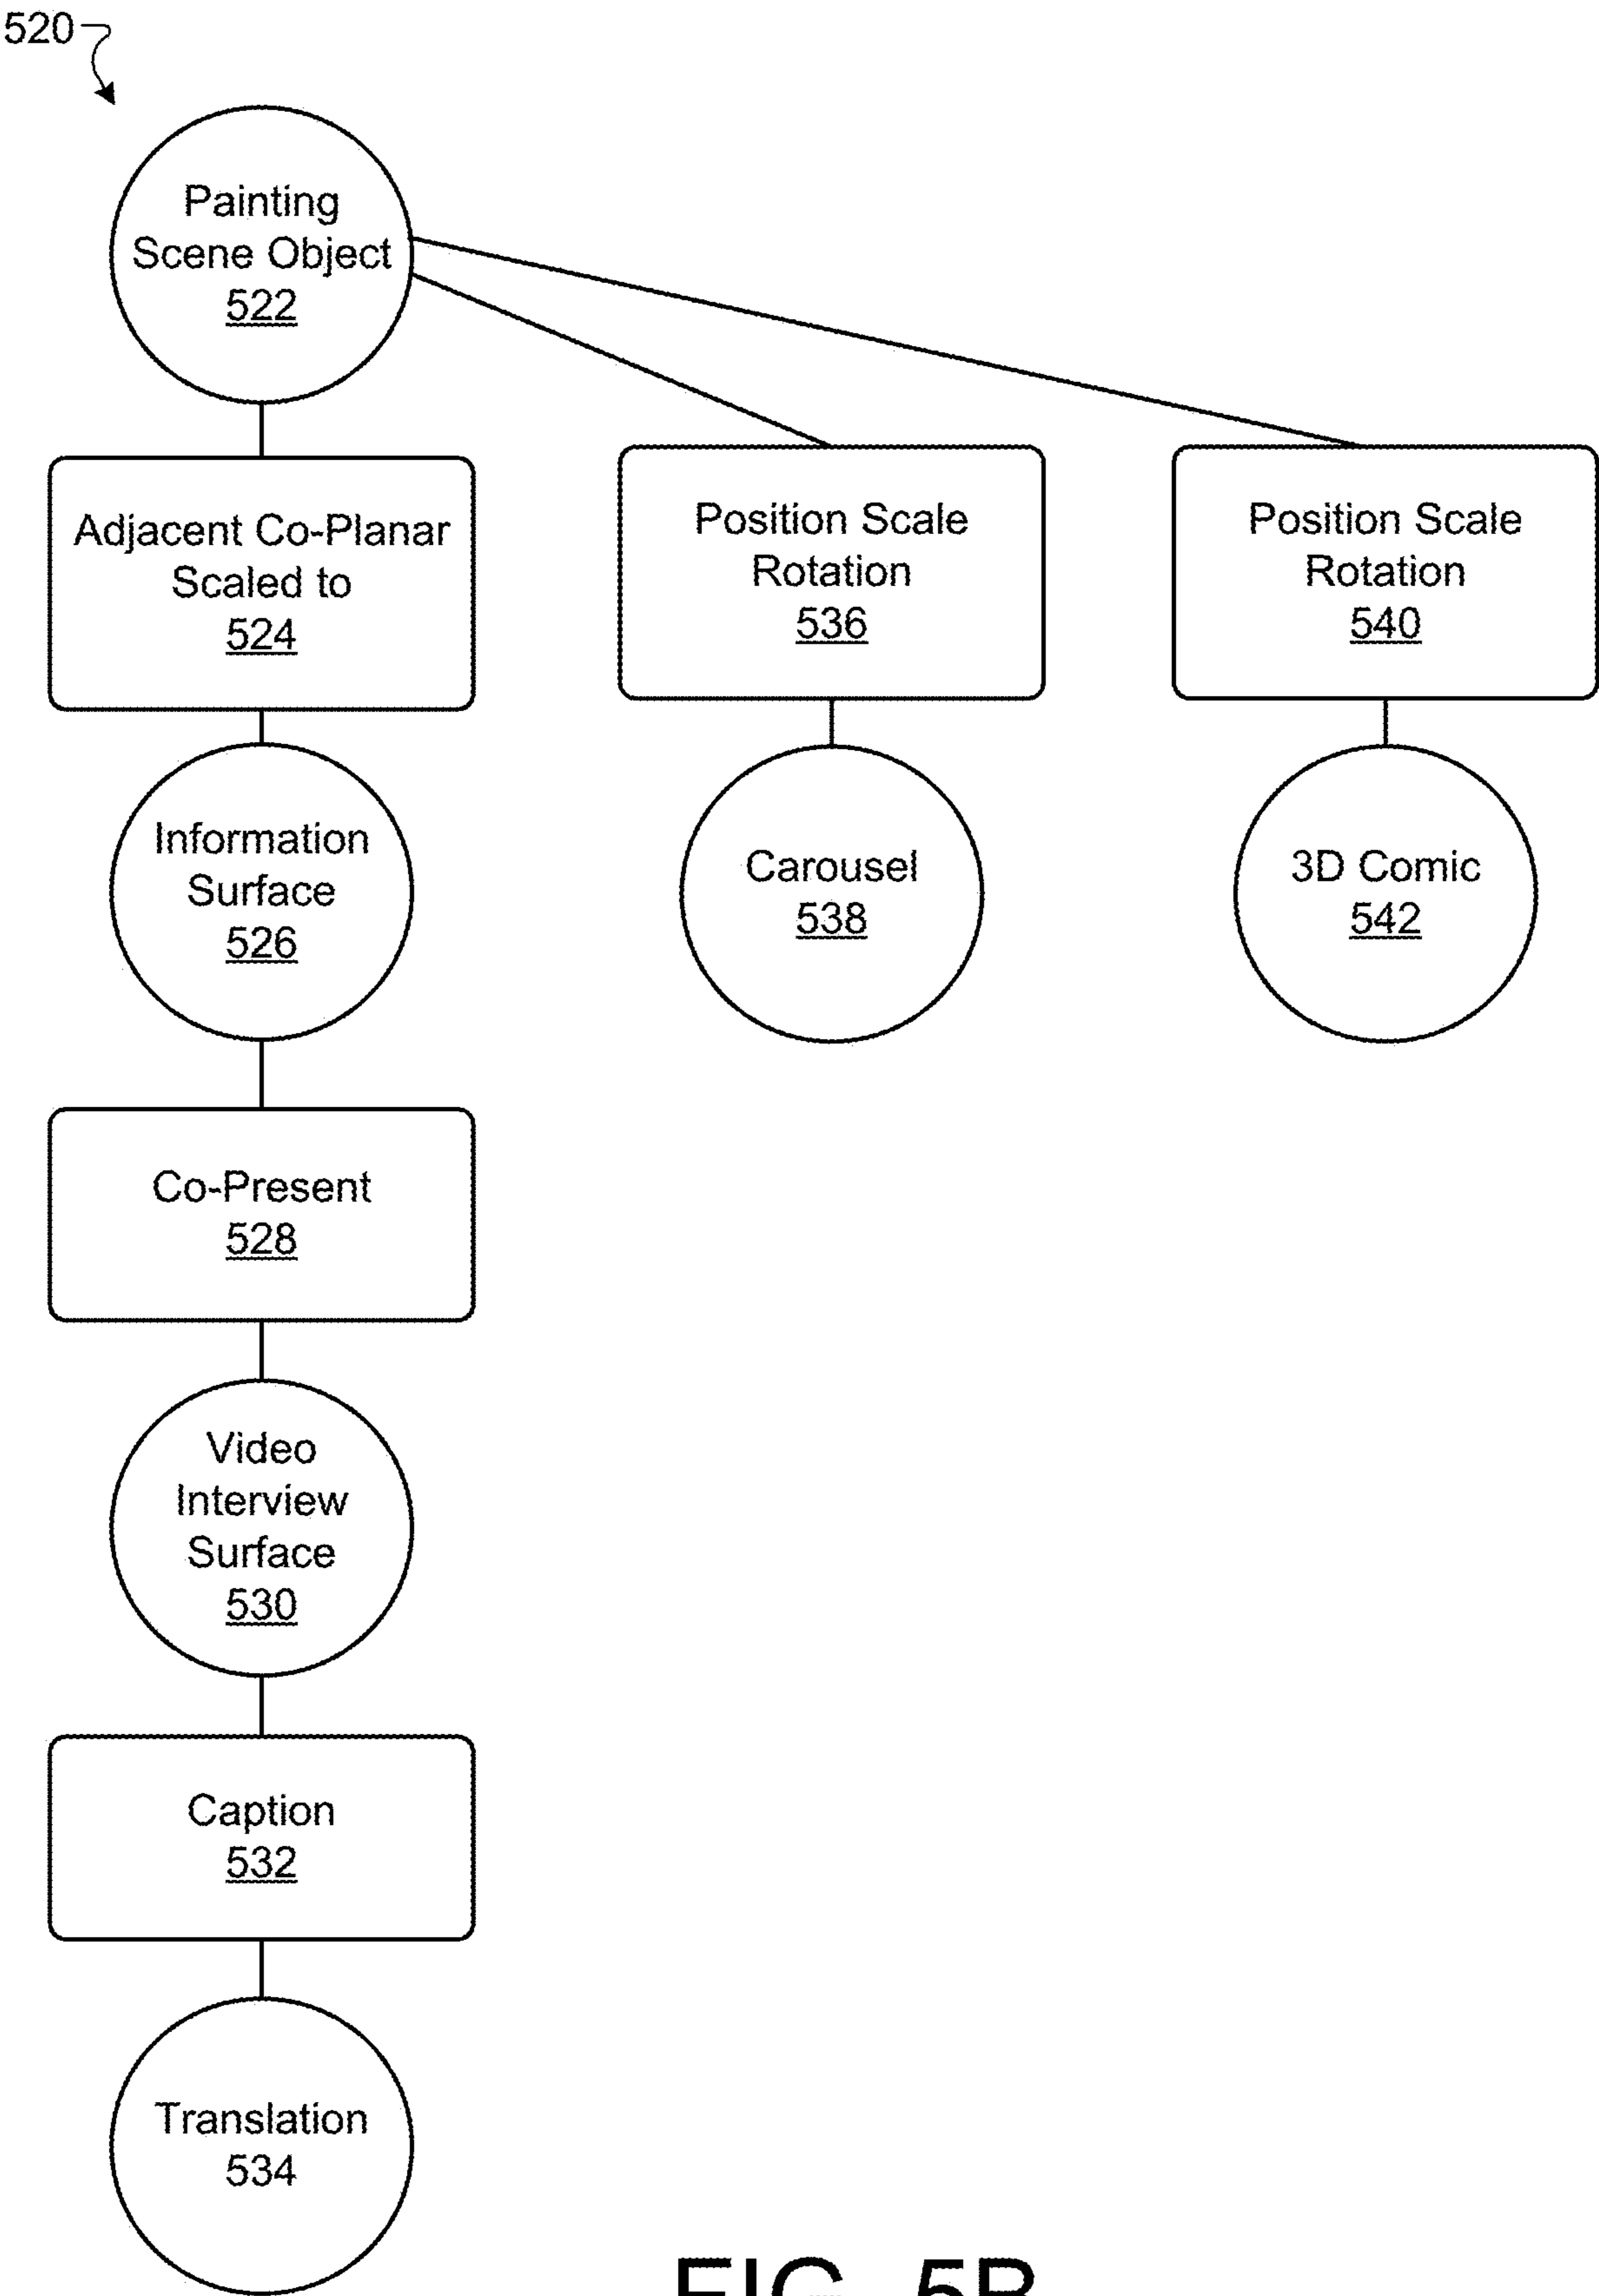 520
Painting
Scene Object
522
Adjacent Co-Planar
Scaled to
524
Position Scale
Rotation
536
Position Scale
Rotation
540
Information
Surface
526
Carousel
538
3D Comic
542
Co-Present
528
Video
Interview
Surface
530
Caption
532
Translation
534
FIG. 5B